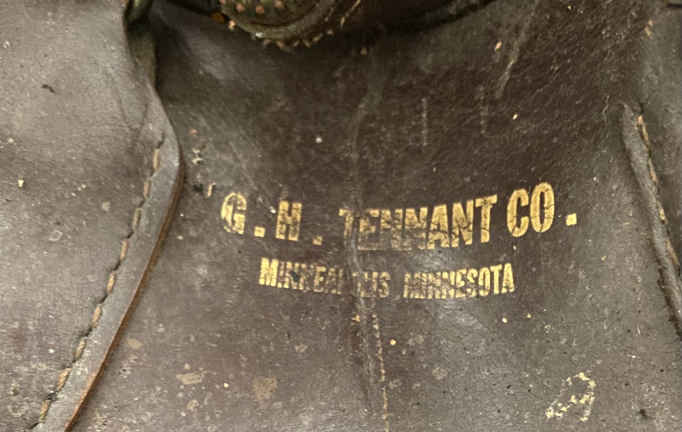 G. H. TENNANT CO.
MINNEAPOLIS, MINNESOTA